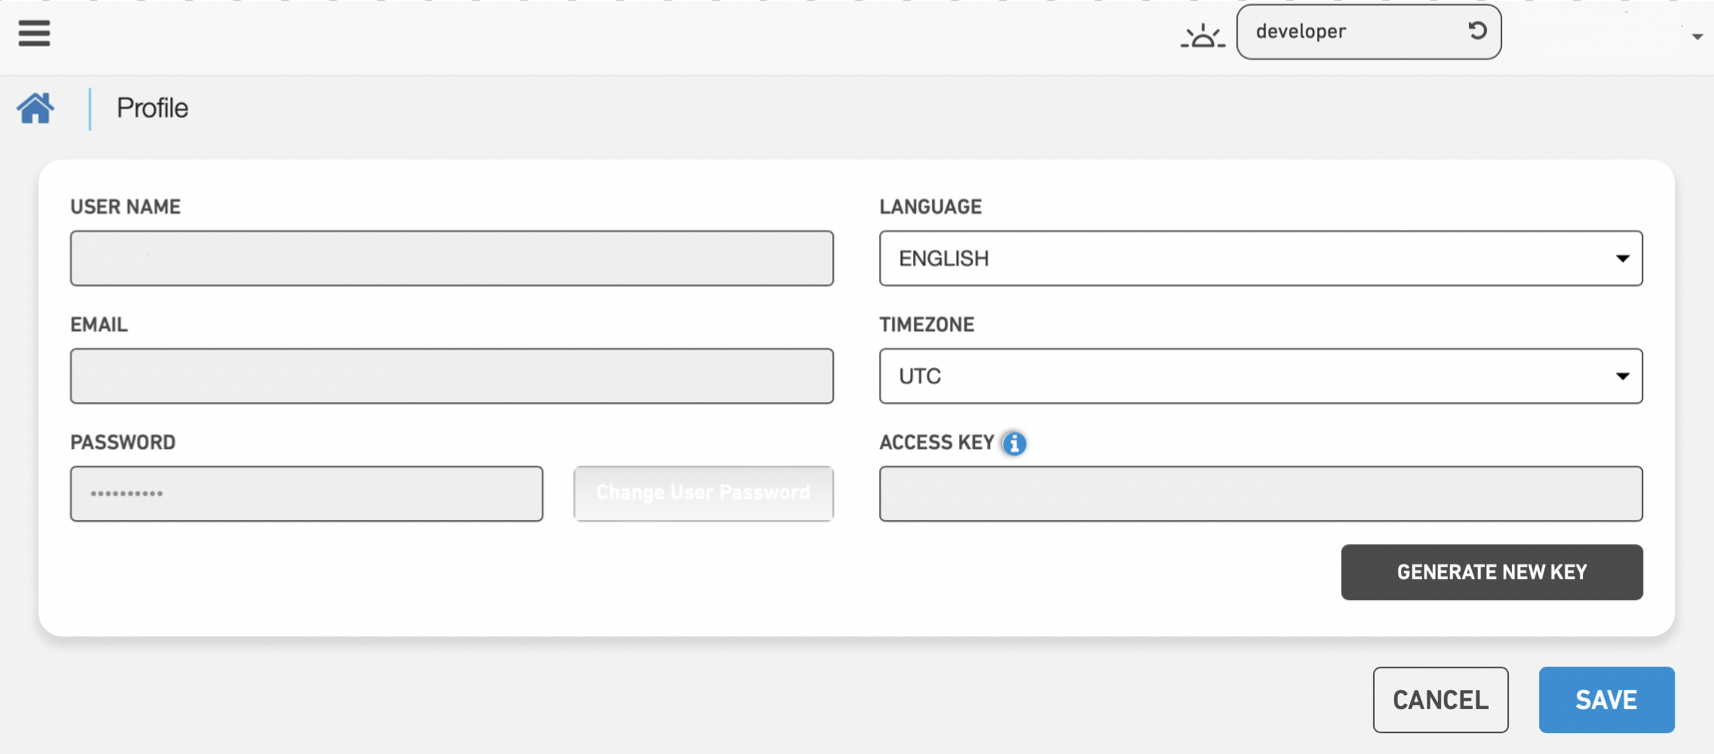 developer
Profile
USER NAME
LANGUAGE
ENGLISH
EMAIL
TIMEZONE
UTC
PASSWORD
ACCESS KEY
••••••••••
Change User Password
GENERATE NEW KEY
CANCEL
SAVE